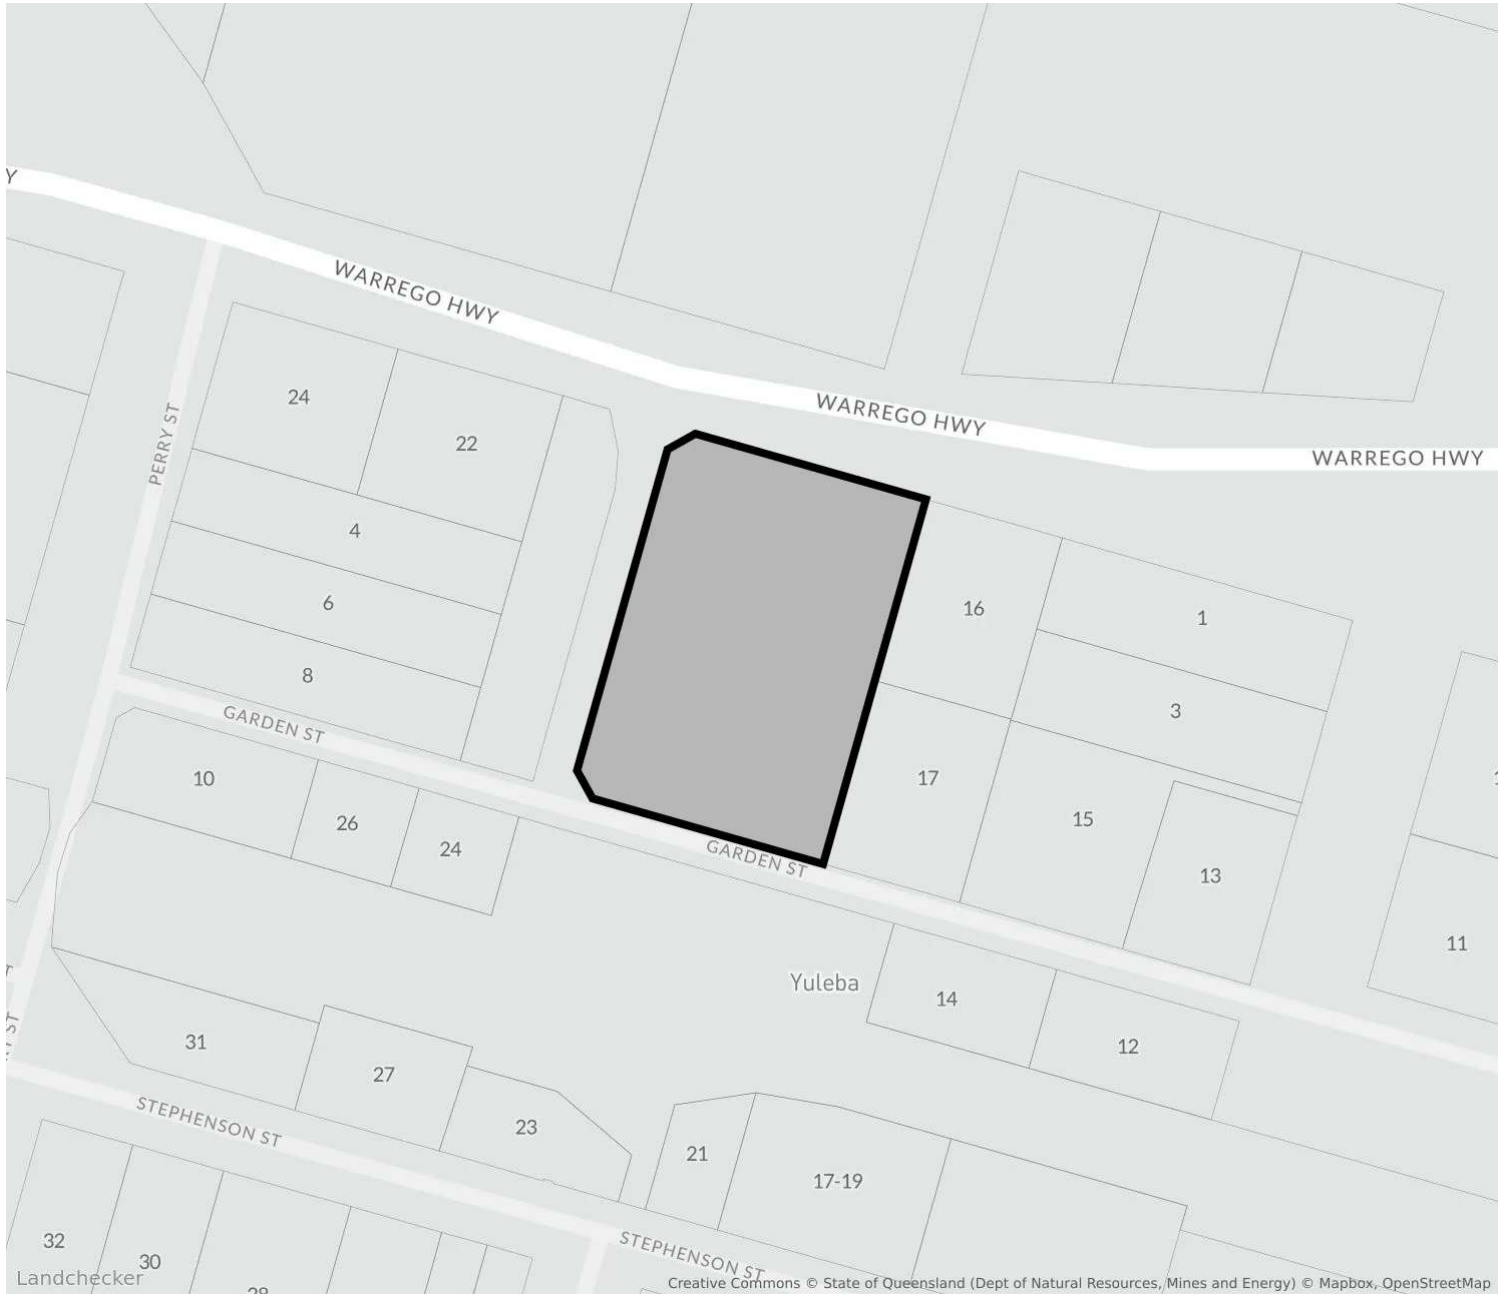 Y
WARREGO HWY
WARREGO HWY
WARREGO HWY
PERRY ST
24
22
4
6
8
16
1
3
GARDEN ST
10
26
24
17
15
13
11
GARDEN ST
Yuleba
14
12
31
27
23
21
17-19
STEPHENSON ST
STEPHENSON ST
32
30
Landchecker
Creative Commons © State of Queensland (Dept of Natural Resources, Mines and Energy) © Mapbox, OpenStreetMap